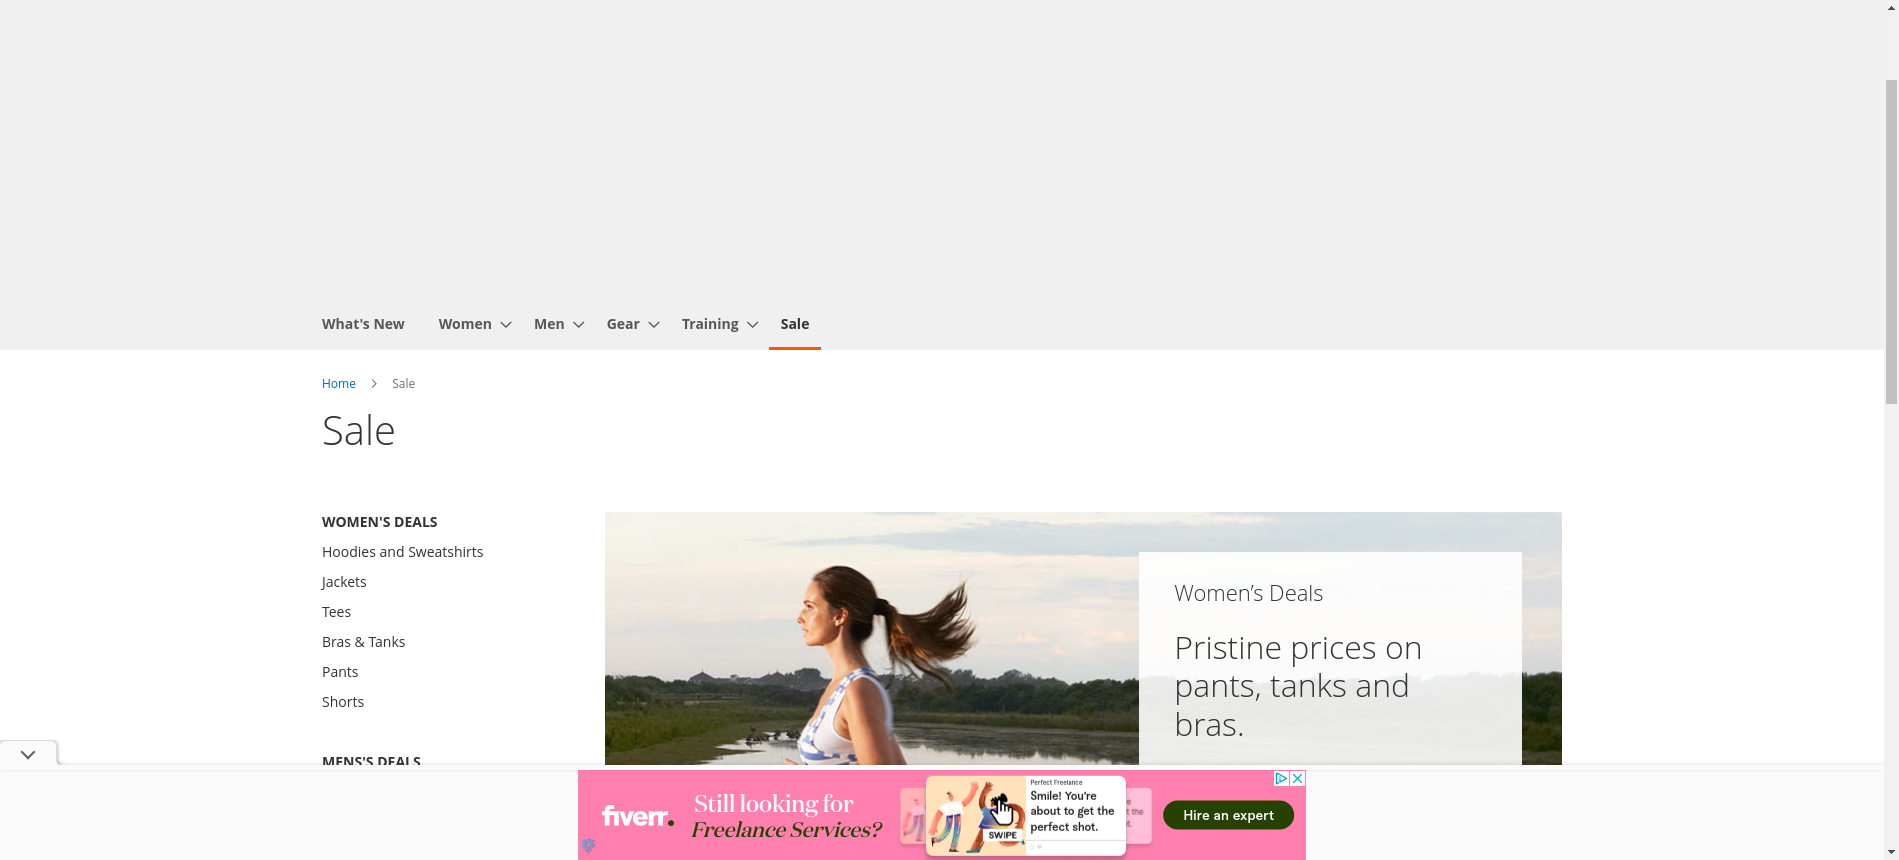 What's New
Women
Men
Gear
Training
Sale
Home
Sale
Sale
WOMEN'S DEALS
Hoodies and Sweatshirts
Jackets
Tees
Bras & Tanks
Pants
Shorts
MENS'S DEALS
Women’s Deals
Pristine prices on
pants, tanks and
bras.
fiverr.
Still looking for
Freelance Services?
SWIPE
Perfect Freelance
Smile! You're
about to get the
perfect shot.
Hire an expert